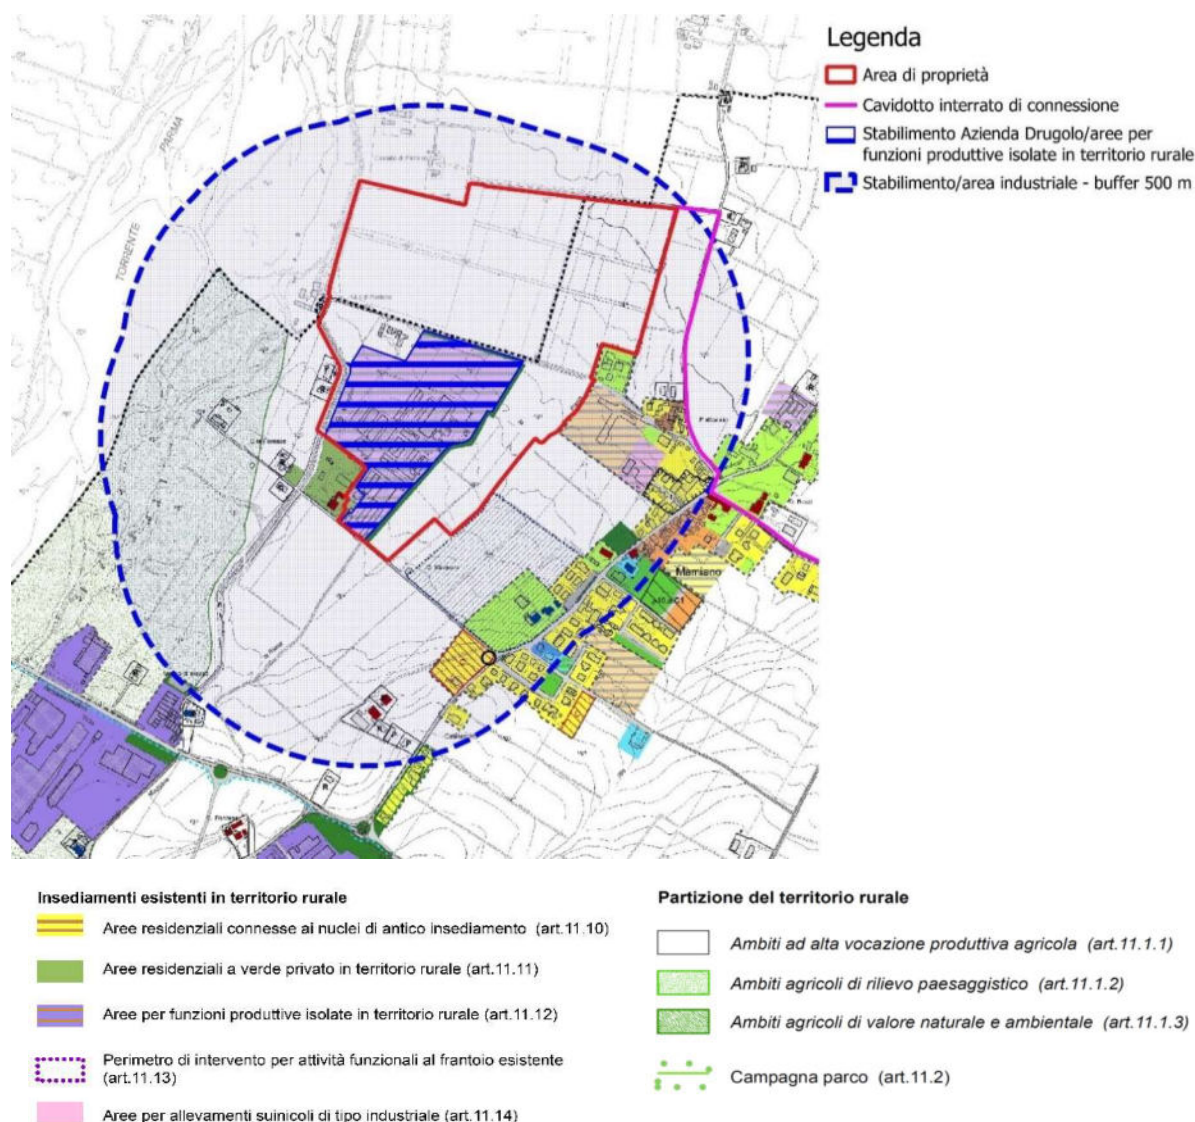 Legenda
Area di proprietà
Cavidotto interrato di connessione
Stabilimento Azienda Drugolo/aree per
funzioni produttive isolate in territorio rurale
Stabilimento/area industriale - buffer 500 m
PARMA
TORRENTE
Mamiano
Insediamenti esistenti in territorio rurale
Aree residenziali connesse ai nuclei di antico insediamento (art.11.10)
Aree residenziali a verde privato in territorio rurale (art.11.11)
Aree per funzioni produttive isolate in territorio rurale (art.11.12)
Perimetro di intervento per attività funzionali al frantoio esistente
(art.11.13)
Aree per allevamenti suinicoli di tipo industriale (art.11.14)
Partizione del territorio rurale
Ambiti ad alta vocazione produttiva agricola (art.11.1.1)
Ambiti agricoli di rilievo paesaggistico (art.11.1.2)
Ambiti agricoli di valore naturale e ambientale (art.11.1.3)
Campagna parco (art.11.2)